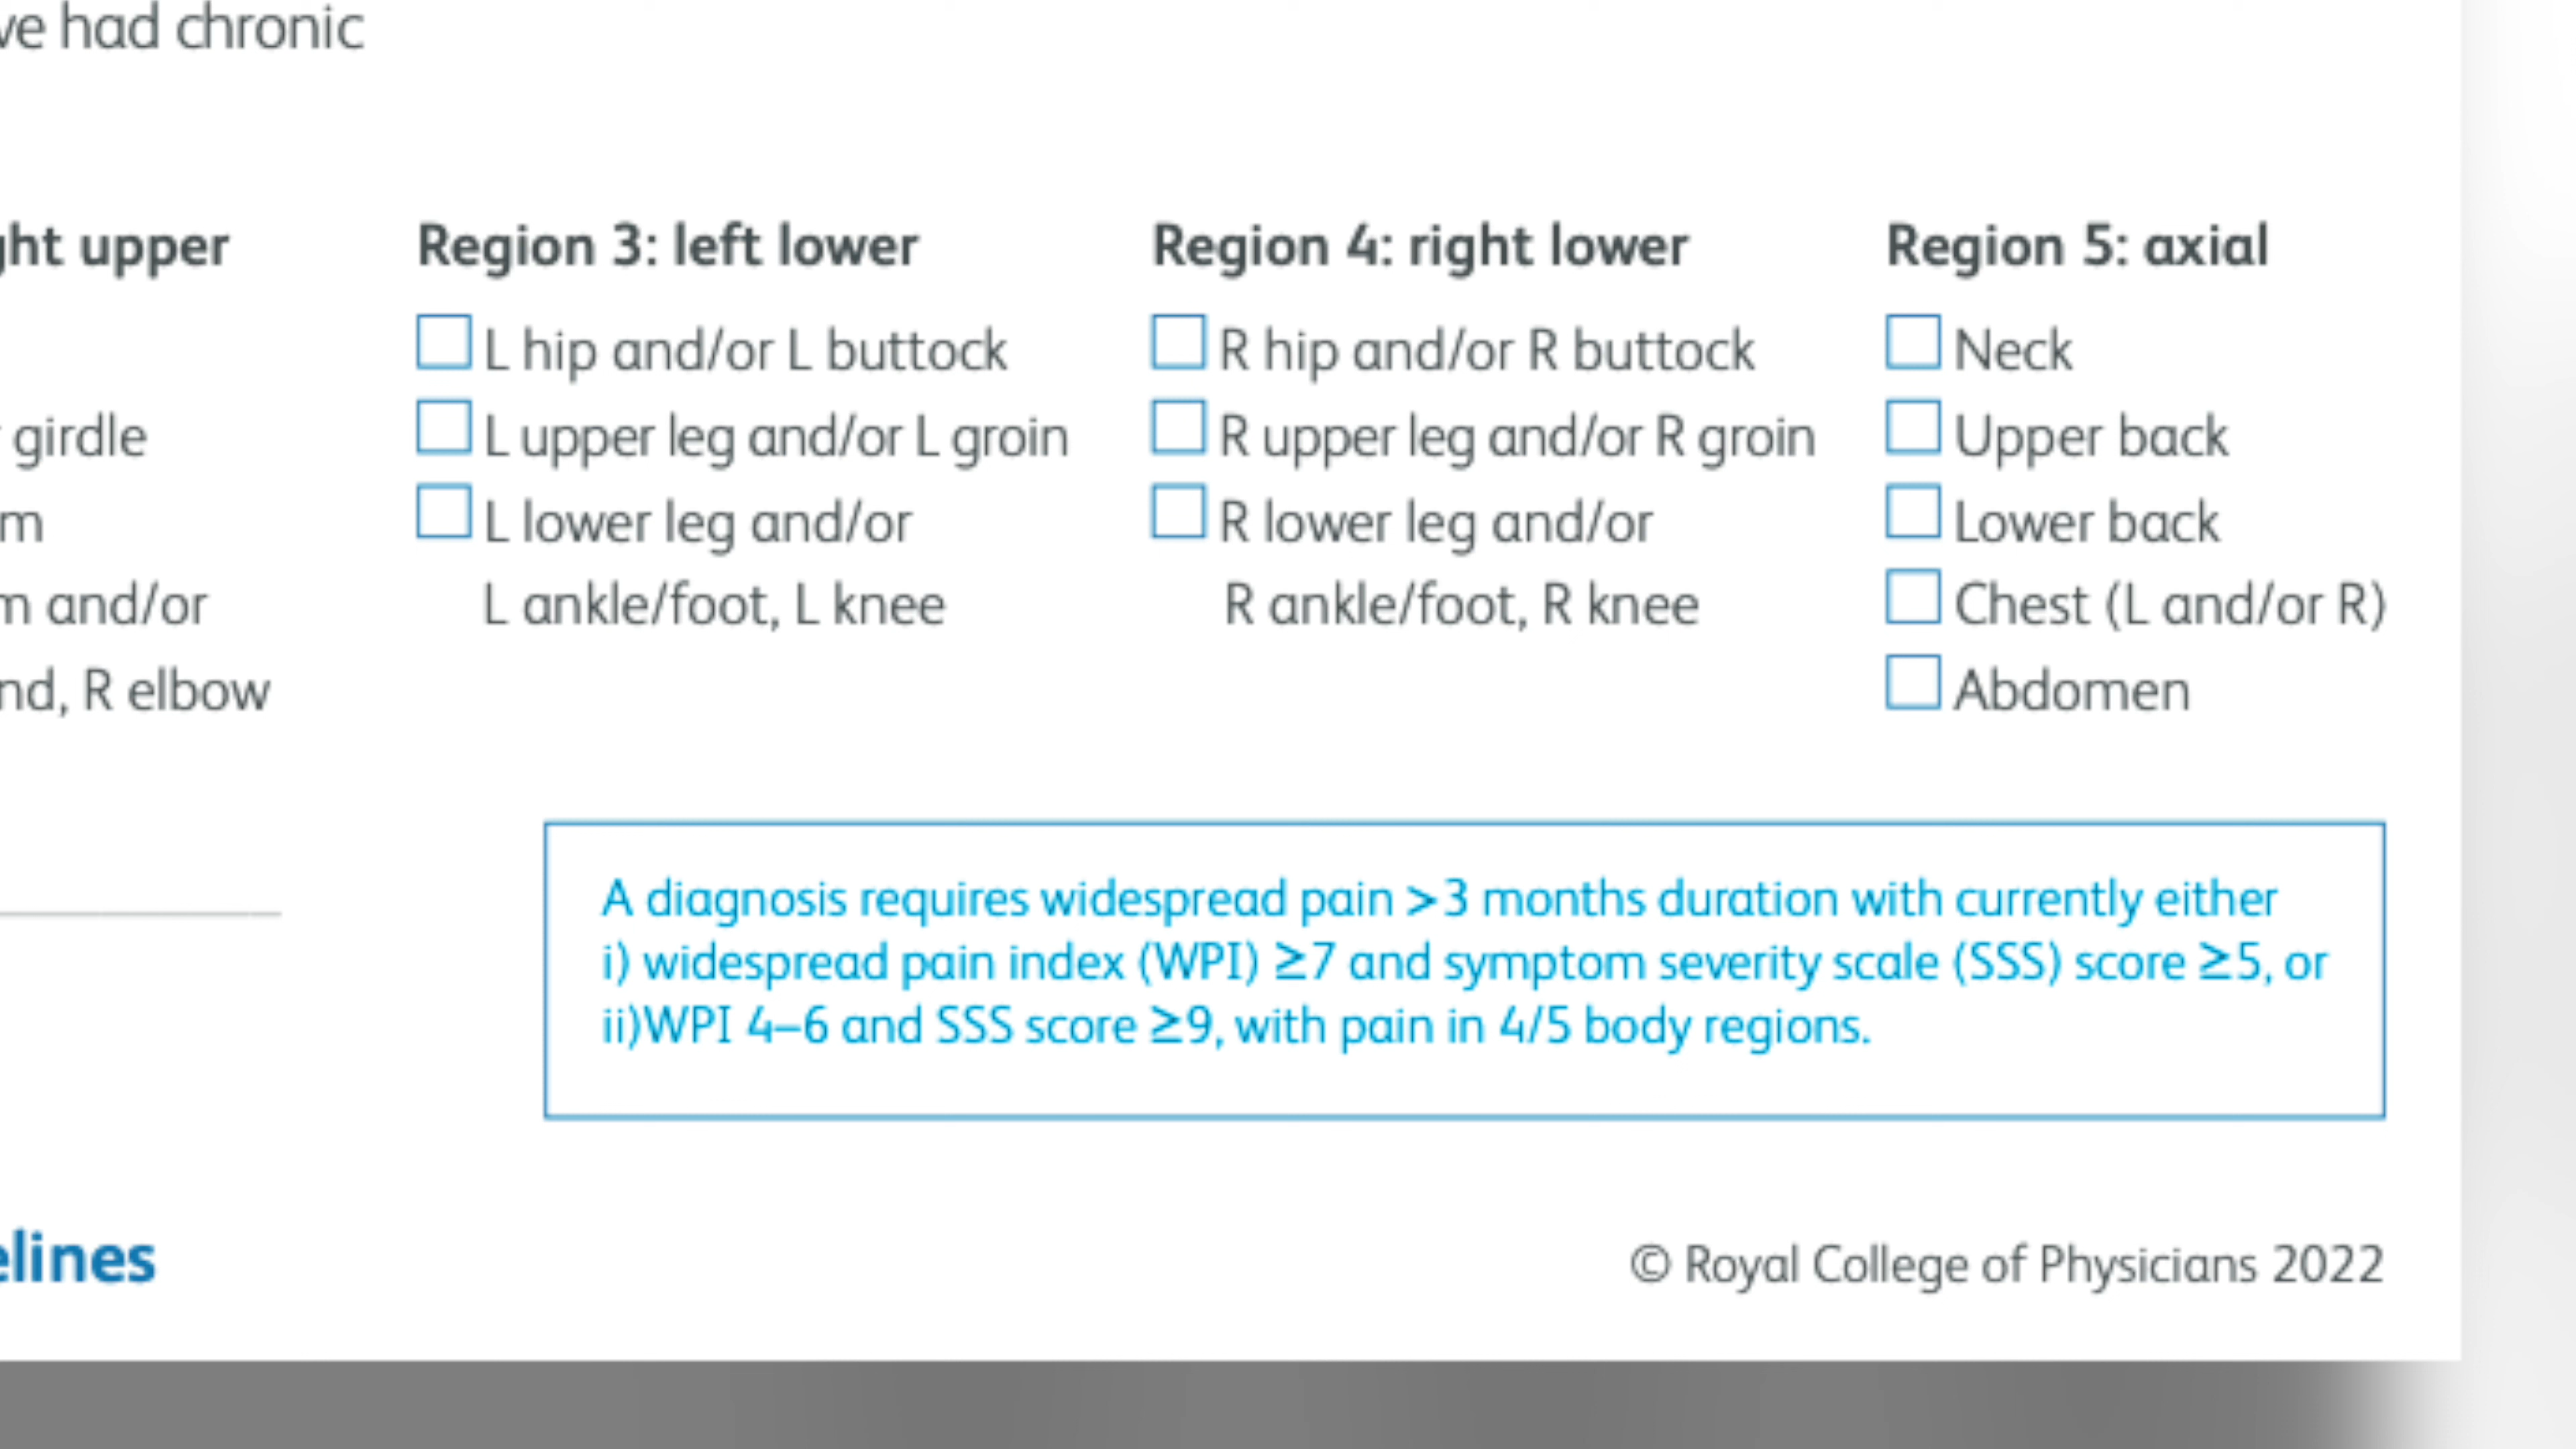 ve had chronic
ght upper
girdle
m
m and/or
nd, R elbow
Region 3: left lower
L hip and/or L buttock
L upper leg and/or L groin
L lower leg and/or
L ankle/foot, L knee
Region 4: right lower
R hip and/or R buttock
R upper leg and/or R groin
R lower leg and/or
R ankle/foot, R knee
Region 5: axial
Neck
Upper back
Lower back
Chest (L and/or R)
Abdomen
A diagnosis requires widespread pain >3 months duration with currently either
i) widespread pain index (WPI) ≥7 and symptom severity scale (SSS) score ≥5, or
ii)WPI 4–6 and SSS score ≥9, with pain in 4/5 body regions.
elines
© Royal College of Physicians 2022